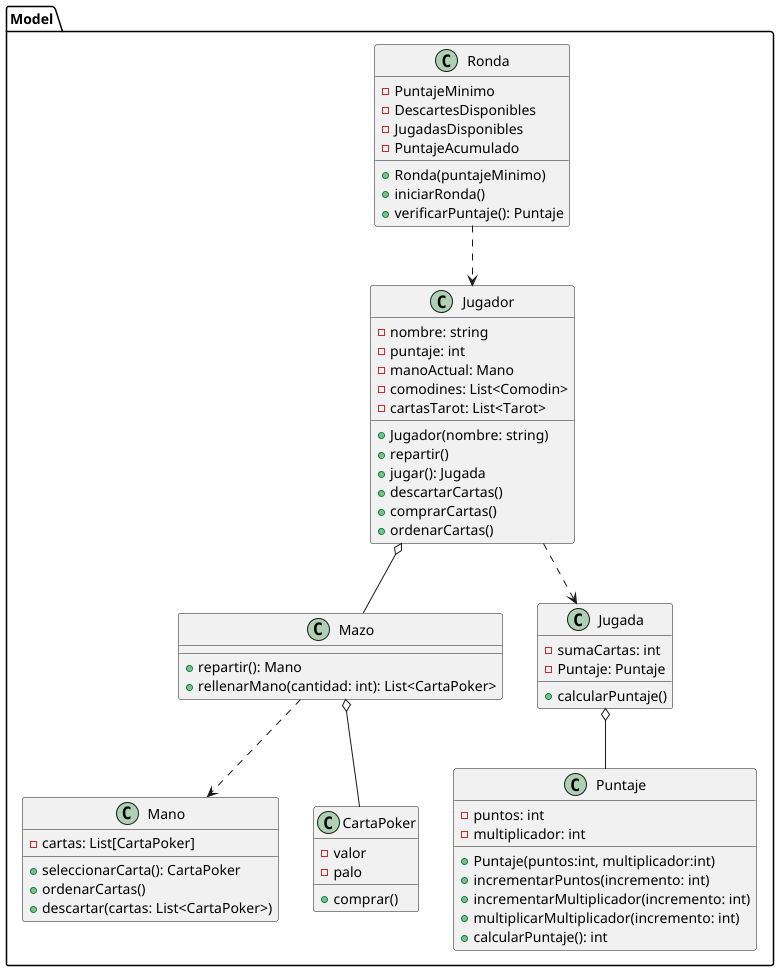 Model
C Ronda
PuntajeMinimo
DescartesDisponibles
JugadasDisponibles
PuntajeAcumulado
Ronda(puntajeMinimo)
iniciarRonda()
verificarPuntaje(): Puntaje
C Jugador
nombre: string
puntaje: int
manoActual: Mano
comodines: List<Comodin>
cartasTarot: List<Tarot>
Jugador(nombre: string)
repartir()
jugar(): Jugada
descartarCartas()
comprarCartas()
ordenarCartas()
C Mazo
repartir(): Mano
rellenarMano(cantidad: int): List<CartaPoker>
C Jugada
sumaCartas: int
Puntaje: Puntaje
calcularPuntaje()
C Mano
cartas: List[CartaPoker]
seleccionarCarta(): CartaPoker
ordenarCartas()
descartar(cartas: List<CartaPoker>)
C CartaPoker
valor
palo
comprar()
C Puntaje
puntos: int
multiplicador: int
Puntaje(puntos:int, multiplicador:int)
incrementarPuntos(incremento: int)
incrementarMultiplicador(incremento: int)
multiplicarMultiplicador(incremento: int)
calcularPuntaje(): int